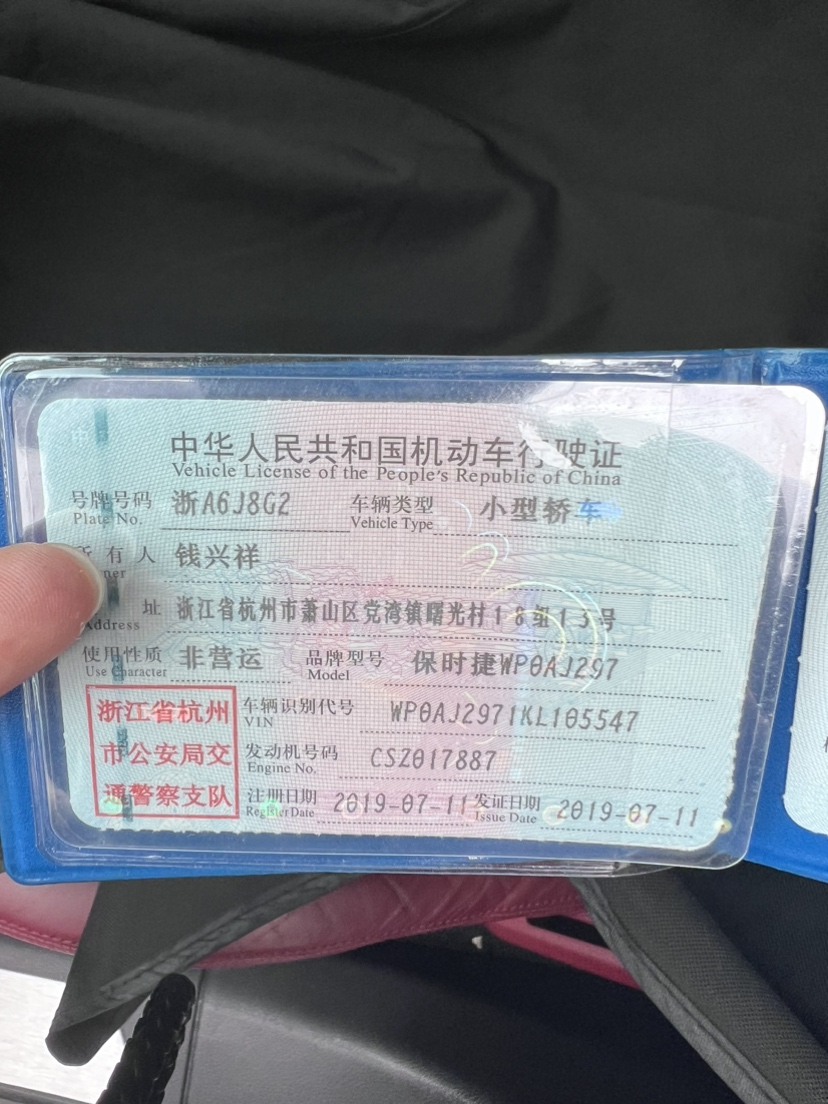 中华人民共和国机动车行驶证
Vehicle License of the People's Republic of China
号牌号码 浙A6J8G2 车辆类型 小型轿车
Plate No. Vehicle Type
所有人 钱兴祥
址 浙江省杭州市萧山区党湾镇曙光村18组13号
Address
使用性质 非营运 品牌型号 保时捷WP0AJ297
Use Character Model
浙江省杭州
市公安局交
通警察支队
车辆识别代号 WP0AJ2971KL105547
VIN
发动机号码 CSZ017887
Engine No.
注册日期 2019-07-11 发证日期 2019-07-11
Register Date Issue Date